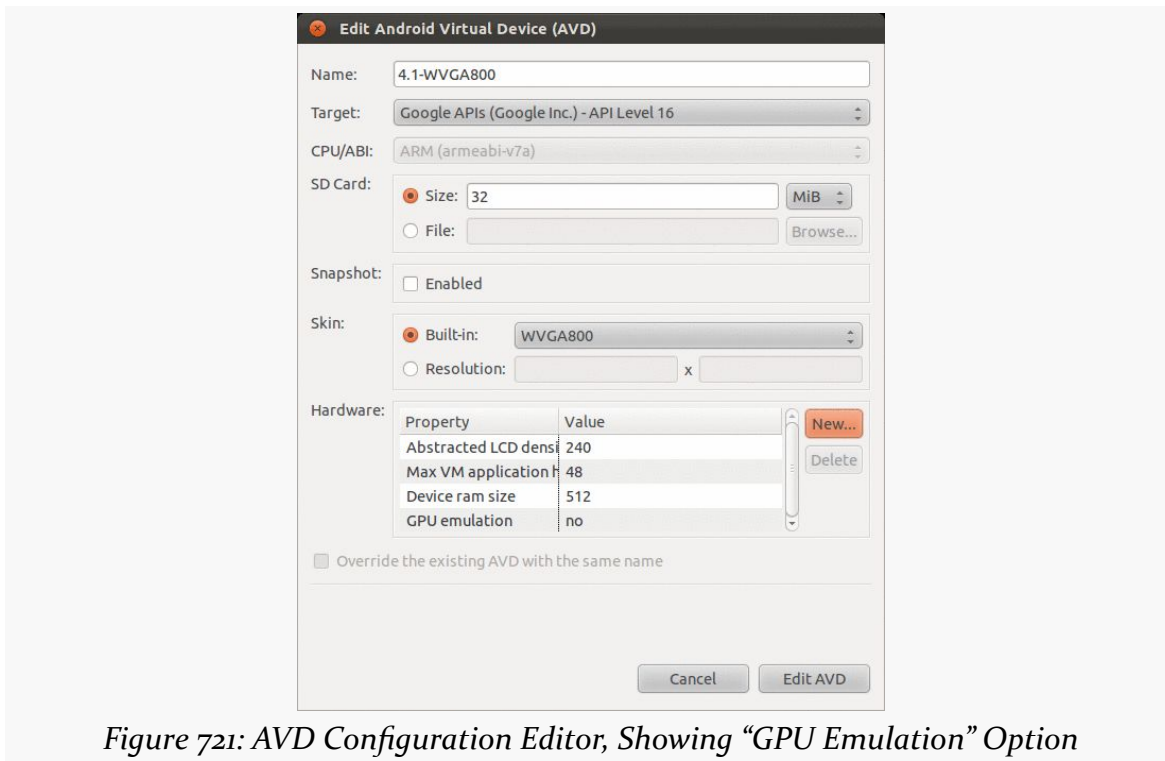 Edit Android Virtual Device (AVD)
Name: 4.1-WVGA800
Target: Google APIs (Google Inc.) - API Level 16
CPU/ABI: ARM (armeabi-v7a)
SD Card:
Size: 32 MiB
File: Browse...
Snapshot:
Enabled
Skin:
Built-in: WVGA800
Resolution: x
Hardware:
Property Value New...
Abstracted LCD densi 240
Delete
Max VM application h 48
Device ram size 512
GPU emulation no
Override the existing AVD with the same name
Cancel Edit AVD
Figure 721: AVD Configuration Editor, Showing “GPU Emulation” Option